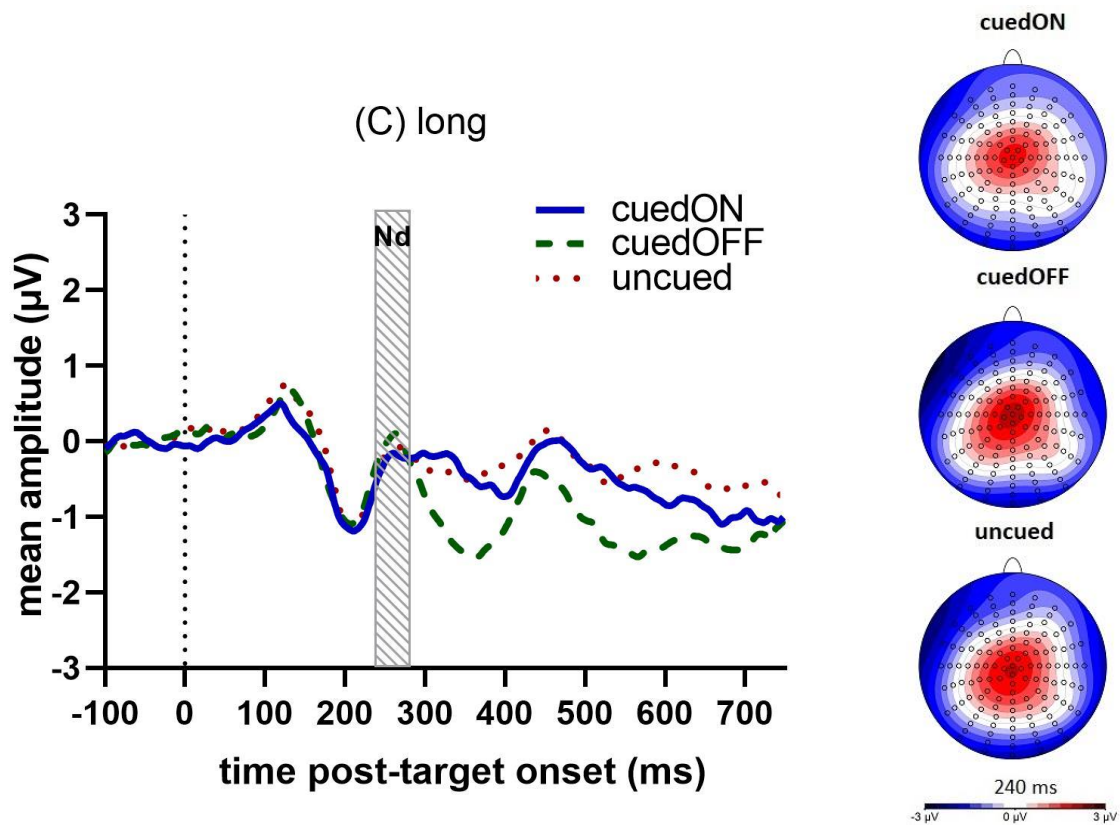 (C) long
Nd
cuedON
cuedOFF
uncued
3
2
1
0
-1
-2
-3
mean amplitude (µV)
-100 0 100 200 300 400 500 600 700
time post-target onset (ms)
cuedON
cuedOFF
uncued
240 ms
-3 µV 0 µV 3 µV